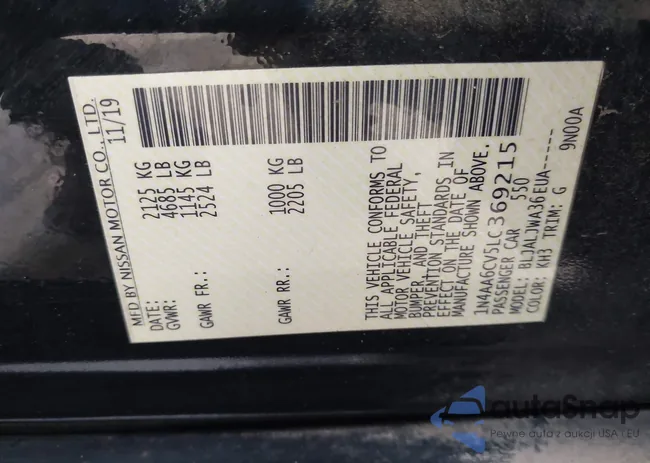 MFD BY NISSAN MOTOR CO., LTD.
11/19
DATE:
GVWR: 2125 KG
4685 LB
GAWR FR.: 1145 KG
2524 LB
GAWR RR.: 1000 KG
2205 LB
THIS VEHICLE CONFORMS TO
ALL APPLICABLE FEDERAL
MOTOR VEHICLE SAFETY,
BUMPER, AND THEFT
PREVENTION STANDARDS IN
EFFECT ON THE DATE OF
MANUFACTURE SHOWN ABOVE.
1N4AA6CV5LC369215
PASSENGER CAR 550
MODEL: BLJALJWA36EUA-----
COLOR: KH3 TRIM: G 9N00A
autoSnap
Pewne auta z aukcji USA i EU